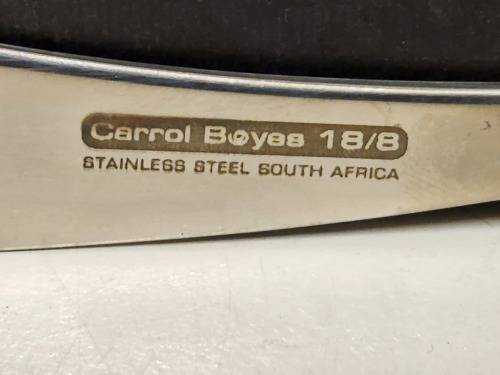 Carrol Boyes 18/8
STAINLESS STEEL SOUTH AFRICA